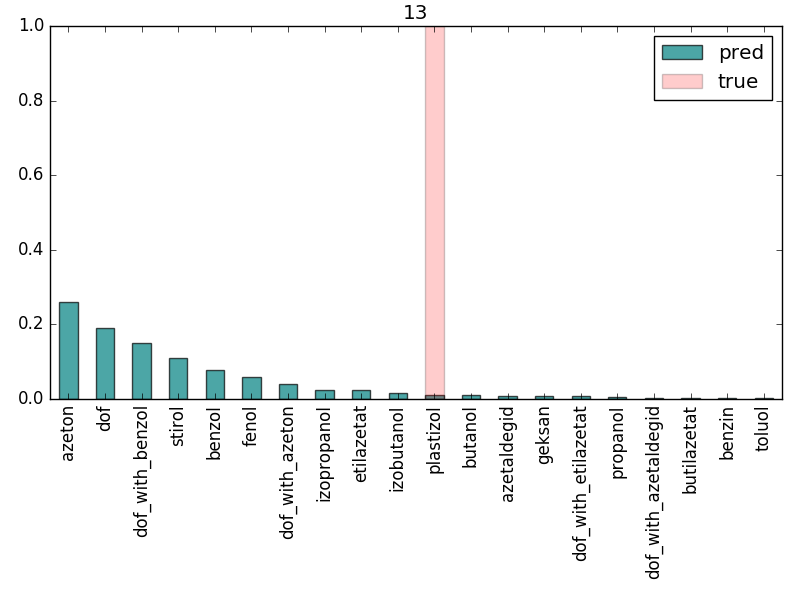 13
1.0
0.8
0.6
0.4
0.2
0.0
pred
true
azeton
dof
dof_with_benzol
stirol
benzol
fenol
dof_with_azeton
izopropanol
etilazetat
izobutanol
plastizol
butanol
azetaldegid
geksan
dof_with_etilazetat
propanol
dof_with_azetaldegid
butilazetat
benzin
toluol